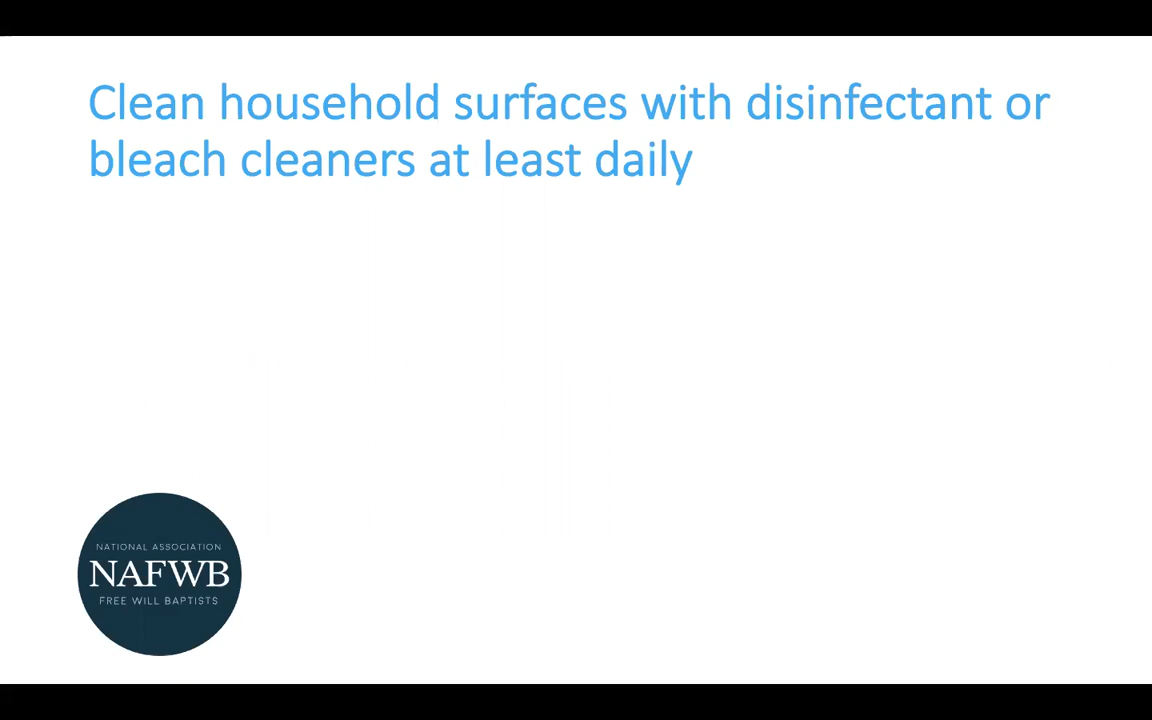 Clean household surfaces with disinfectant or
bleach cleaners at least daily
NATIONAL ASSOCIATION
NAFWB
FREE WILL BAPTISTS